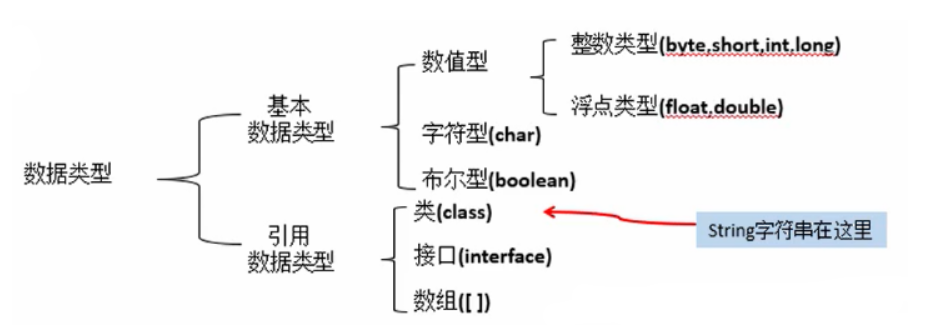 数据类型
基本
数据类型
数值型
整数类型(byte,short,int,long)
浮点类型(float,double)
字符型(char)
布尔型(boolean)
引用
数据类型
类(class)
String字符串在这里
接口(interface)
数组([ ])